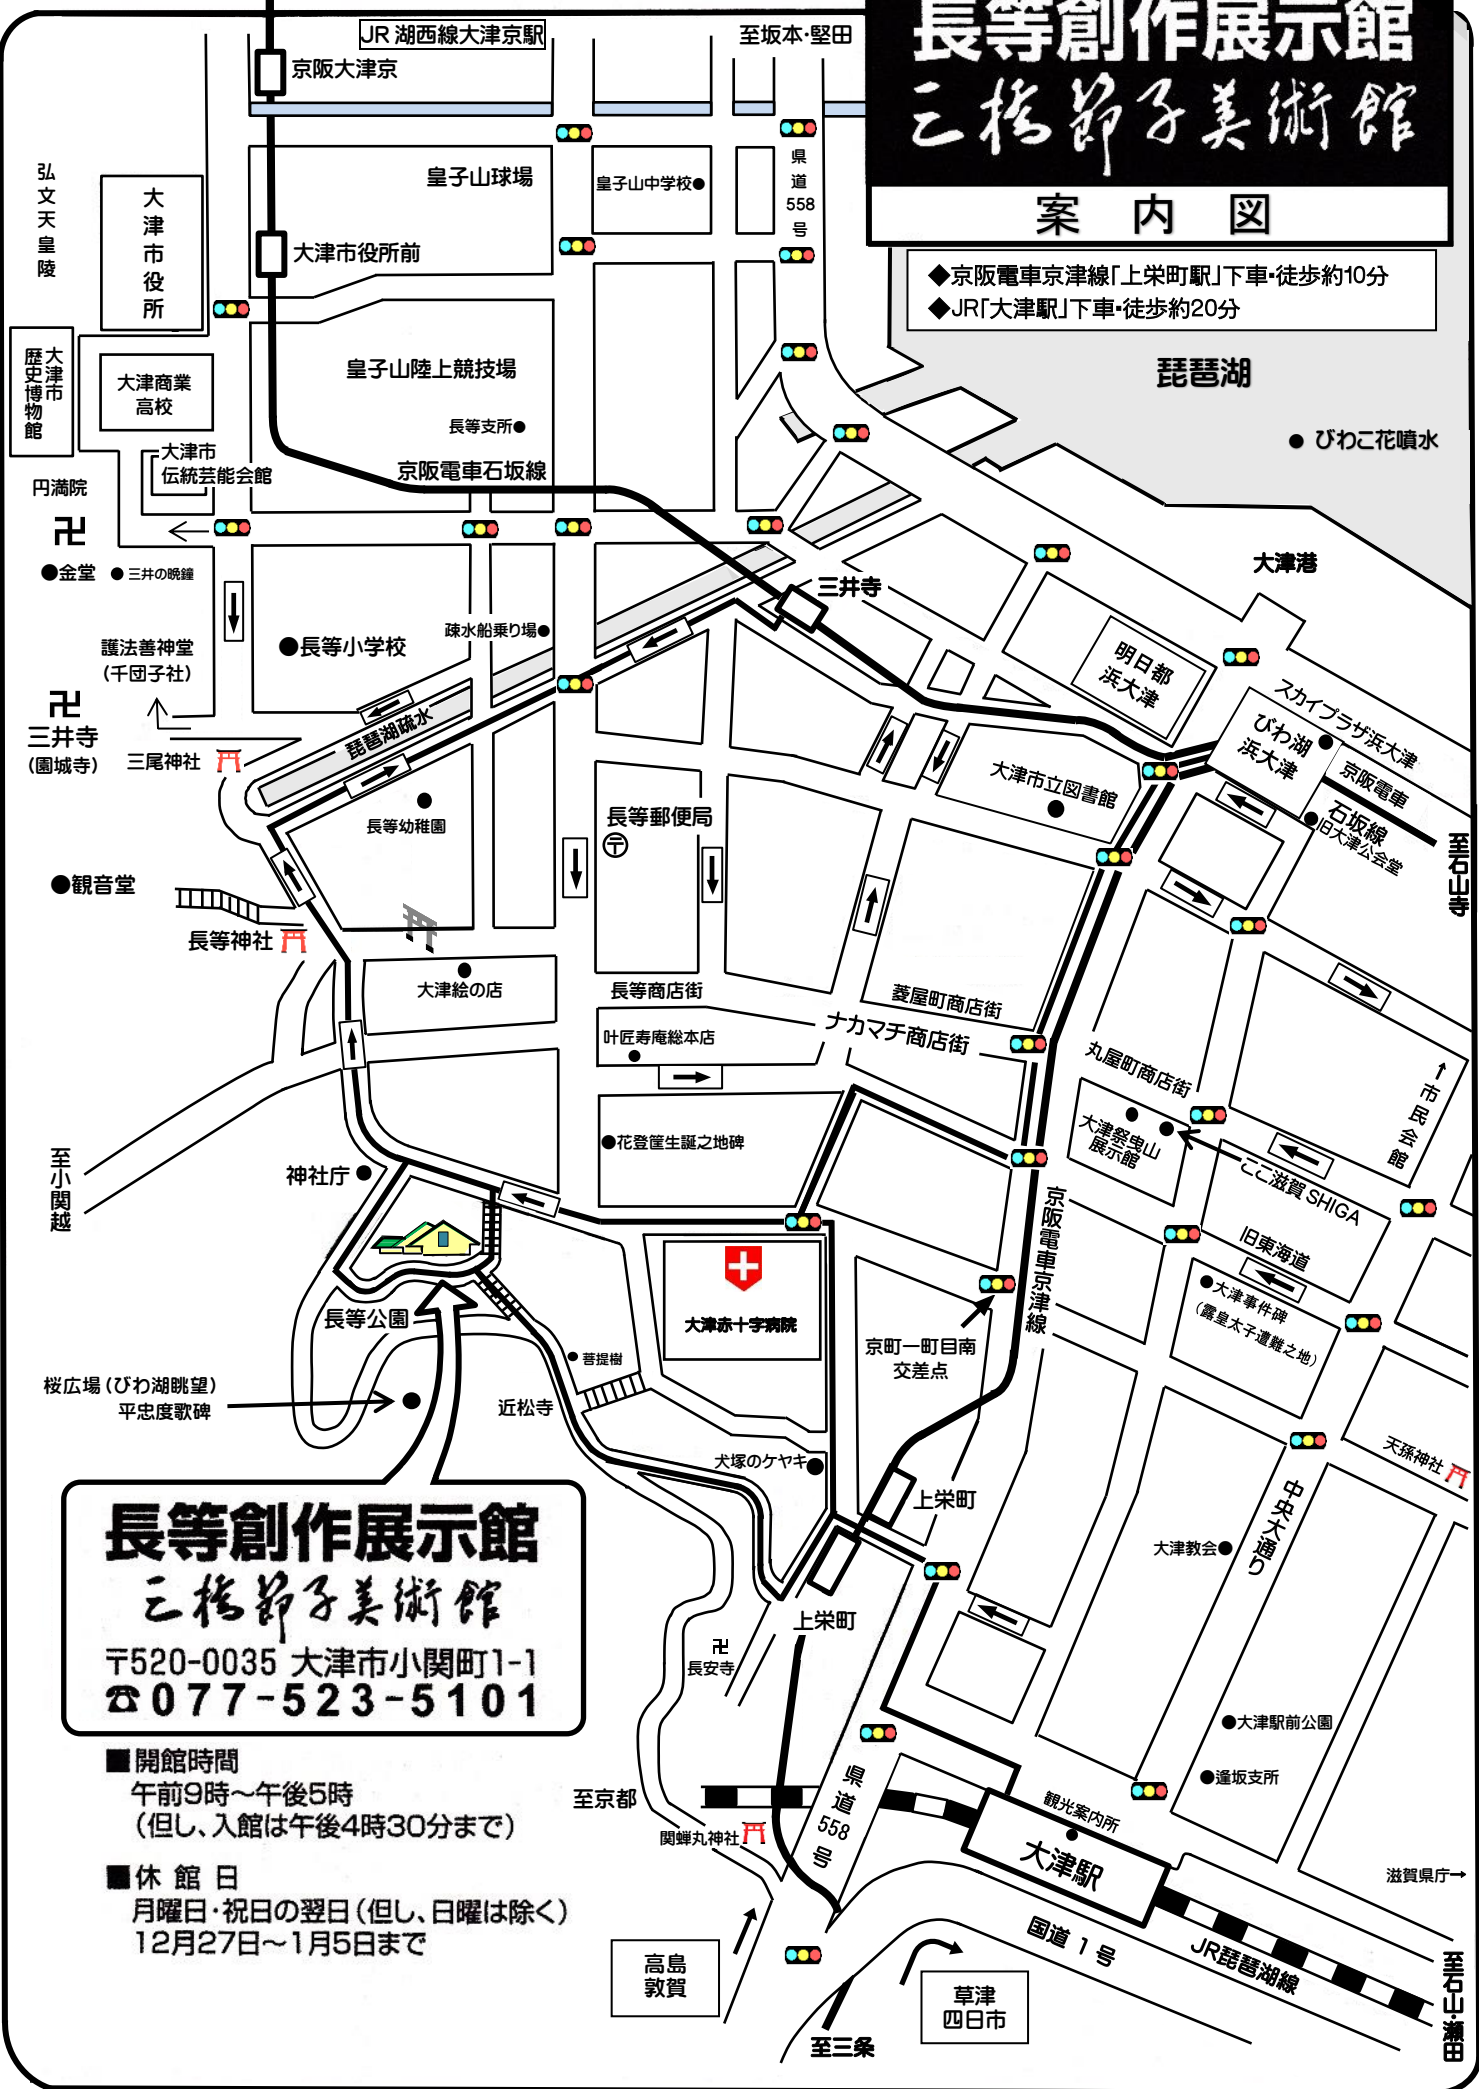 JR 湖西線大津京駅
至坂本・堅田
長等創作展示館
三橋節子美術館
案内図
京阪大津京
◆京阪電車京津線「上栄町駅」下車・徒歩約10分
◆JR「大津駅」下車・徒歩約20分
弘文天皇陵
大津市役所
皇子山球場
皇子山中学校●
県道558号
大津市役所前
大津市
歴史博物館
大津商業
高校
皇子山陸上競技場
長等支所●
琵琶湖
● びわこ花噴水
大津市
伝統芸能会館
京阪電車石坂線
円満院
卍
●金堂
● 三井の晩鐘
三井寺
大津港
護法善神堂
(千団子社)
●長等小学校
疎水船乗り場●
明日都
浜大津
卍
三井寺
(園城寺)
三尾神社
琵琶湖疏水
スカイプラザ浜大津
びわ湖
浜大津
京阪電車
石坂線
旧大津公会堂
至石山寺
大津市立図書館
長等幼稚園
長等郵便局
〒
●観音堂
長等神社
大津絵の店
長等商店街
菱屋町商店街
ナカマチ商店街
叶匠寿庵総本店
丸屋町商店街
↑市民会館
●花登筐生誕之地碑
大津祭曳山
展示館
ここ滋賀 SHIGA
至小関越
神社庁●
京阪電車京津線
旧東海道
長等公園
大津赤十字病院
●大津事件碑
(露皇太子遭難之地)
京町一町目南
交差点
● 菩提樹
桜広場(びわ湖眺望)
平忠度歌碑
近松寺
犬塚のケヤキ
天孫神社
上栄町
中央大通り
大津教会●
長等創作展示館
三橋節子美術館
〒520-0035 大津市小関町1-1
☎077-523-5101
上栄町
卍
長安寺
●大津駅前公園
●逢坂支所
■開館時間
午前9時～午後5時
(但し、入館は午後4時30分まで)
至京都
県道558号
関蝉丸神社
観光案内所
大津駅
滋賀県庁→
■休 館 日
月曜日・祝日の翌日(但し、日曜は除く)
12月27日～1月5日まで
国道 1 号
JR琵琶湖線
至石山・瀬田
高島
敦賀
草津
四日市
至三条